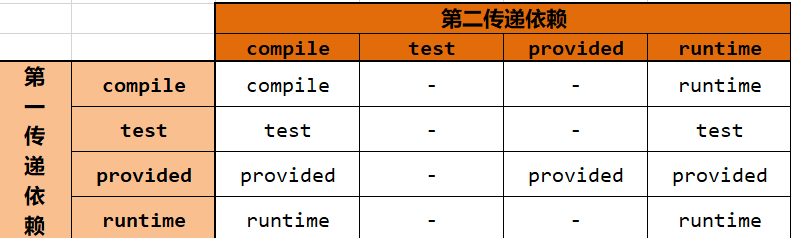 第二传递依赖
compile test provided runtime
第一传递依赖
compile compile - - runtime
test test - - test
provided provided - provided provided
runtime runtime - - runtime